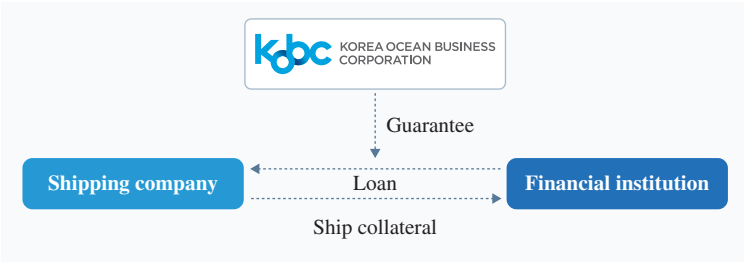 kobc KOREA OCEAN BUSINESS
CORPORATION
Guarantee
Shipping company
Loan
Financial institution
Ship collateral